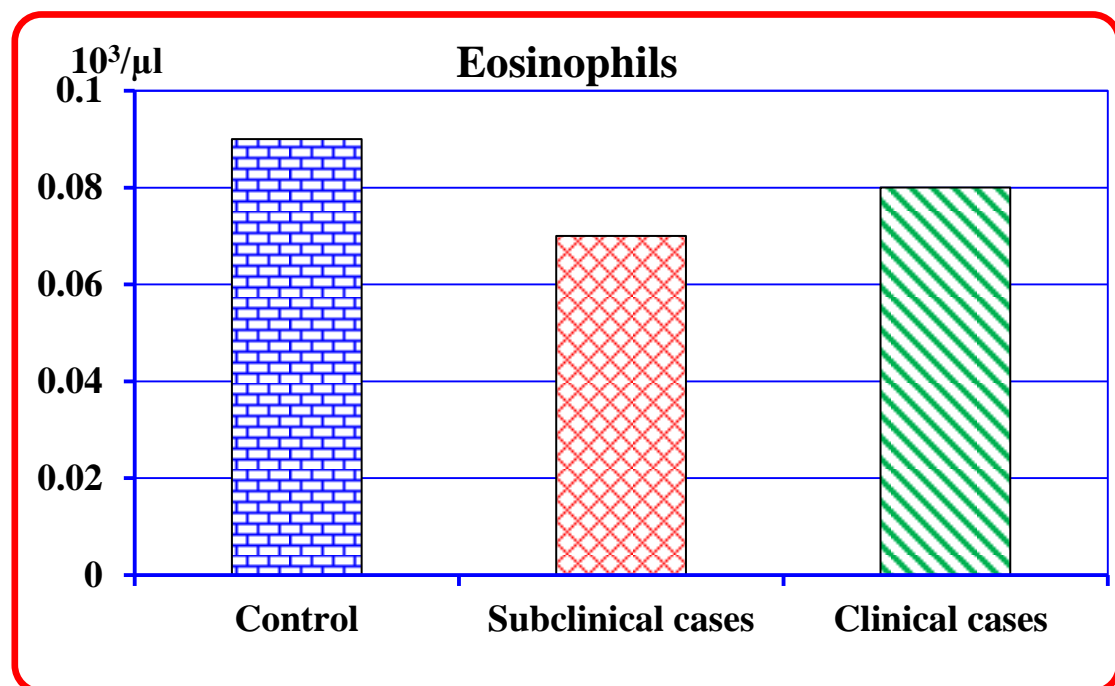 10³/µl
Eosinophils
0.1
0.08
0.06
0.04
0.02
0
Control
Subclinical cases
Clinical cases